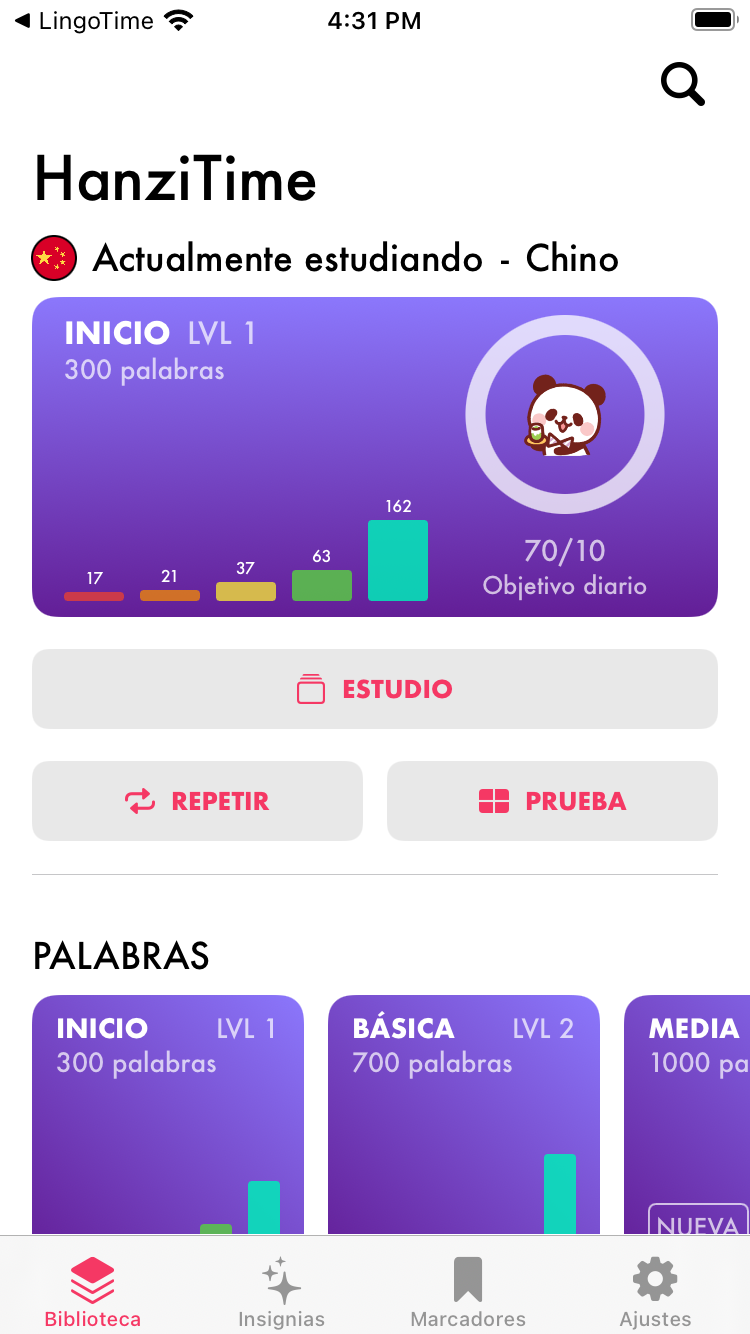 ◀ LingoTime
4:31 PM
HanziTime
Actualmente estudiando - Chino
INICIO LVL 1
300 palabras
17
21
37
63
162
70/10
Objetivo diario
ESTUDIO
REPETIR
PRUEBA
PALABRAS
INICIO LVL 1
300 palabras
BÁSICA LVL 2
700 palabras
MEDIA
1000 pa
NUEVA
Biblioteca
Insignias
Marcadores
Ajustes